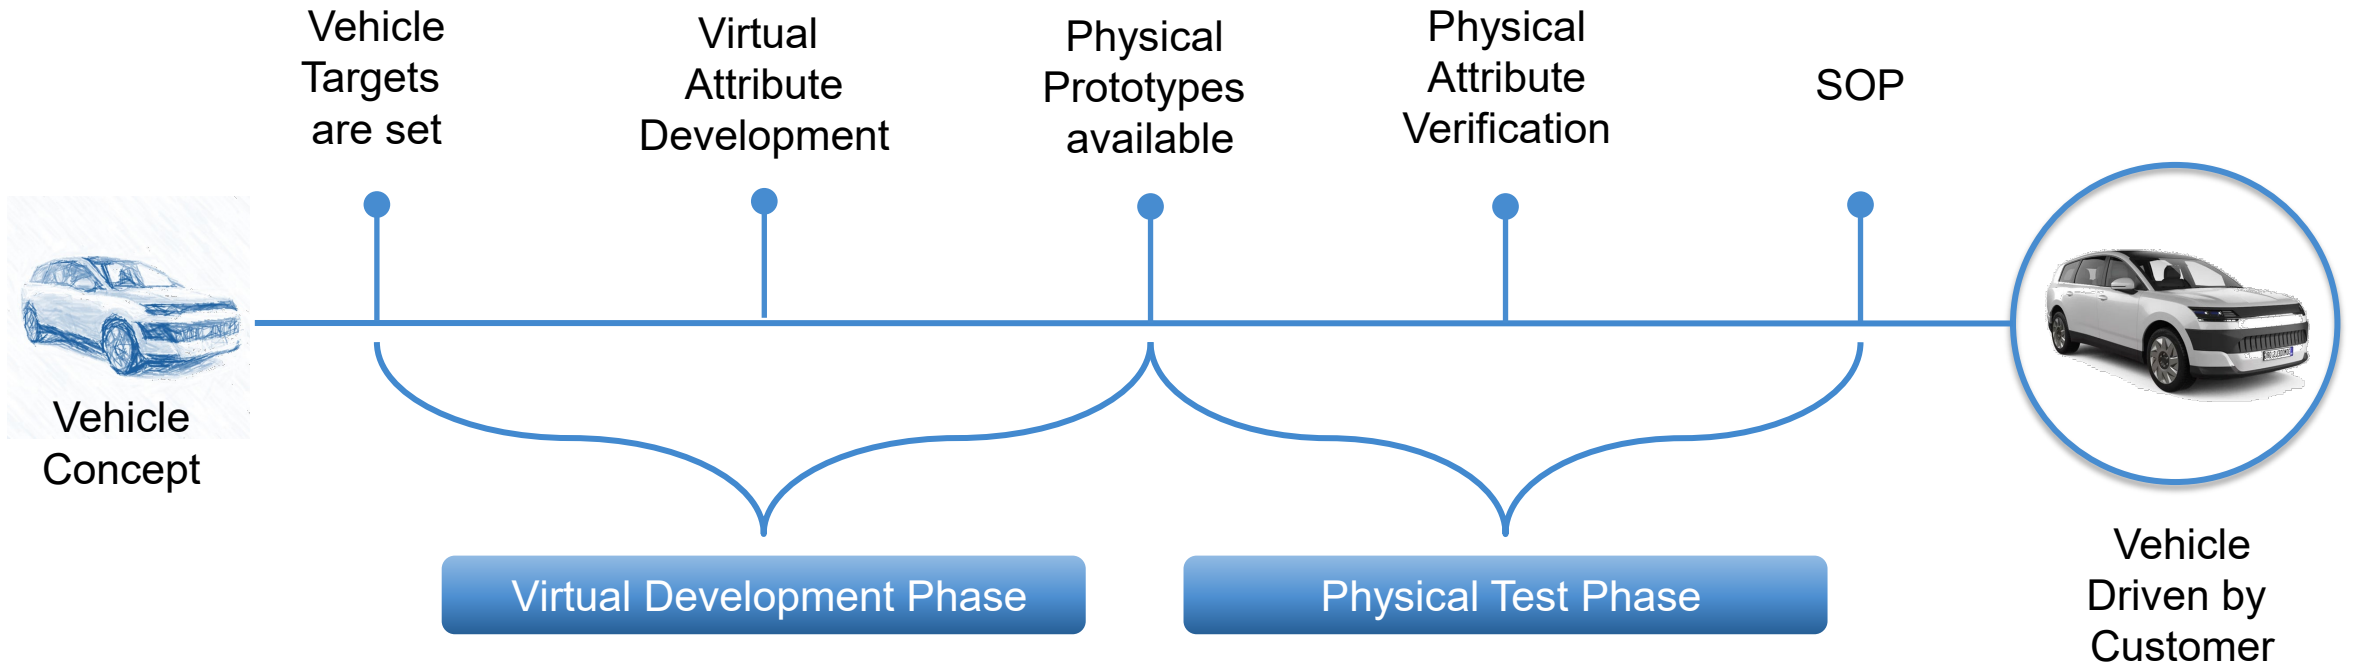 Vehicle
Targets
are set
Virtual
Attribute
Development
Physical
Prototypes
available
Physical
Attribute
Verification
SOP
Vehicle
Concept
Virtual Development Phase
Physical Test Phase
Vehicle
Driven by
Customer